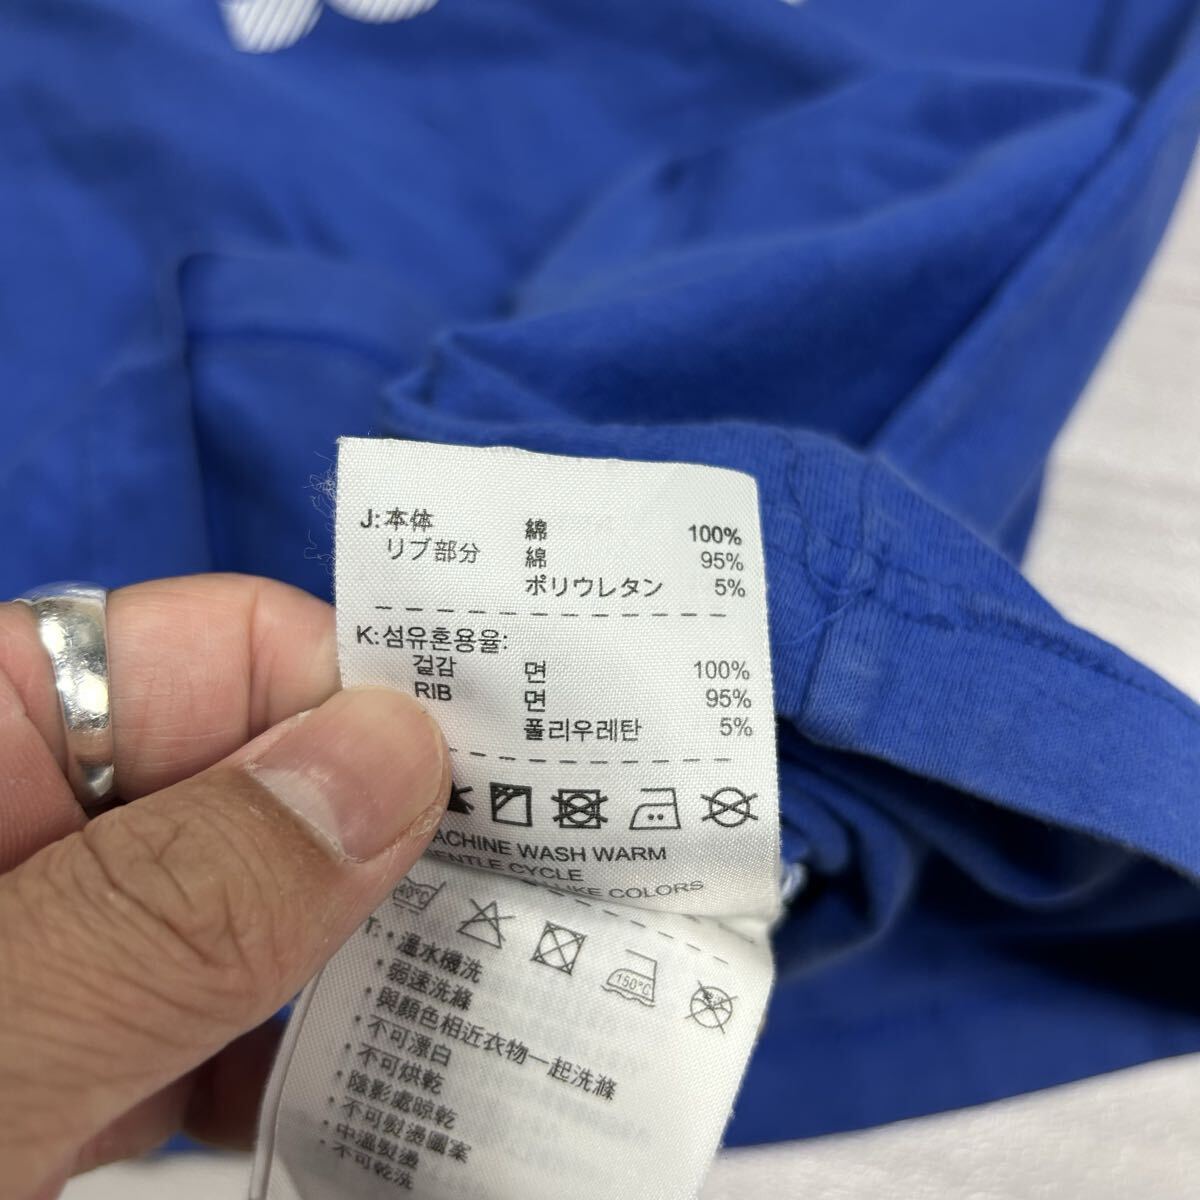 J:本体 綿 100%
リブ部分 綿 95%
ポリウレタン 5%
K:섬유혼용율:
겉감 면 100%
RIB 면 95%
폴리우레탄 5%
MACHINE WASH WARM
GENTLE CYCLE
LIKE COLORS
40°C
150°C
T:・溫水機洗
・弱速洗滌
・與顏色相近衣物一起洗滌
・不可漂白
・不可烘乾
・陰影處晾乾
・不可熨燙圖案
・中溫熨燙
・不可乾洗